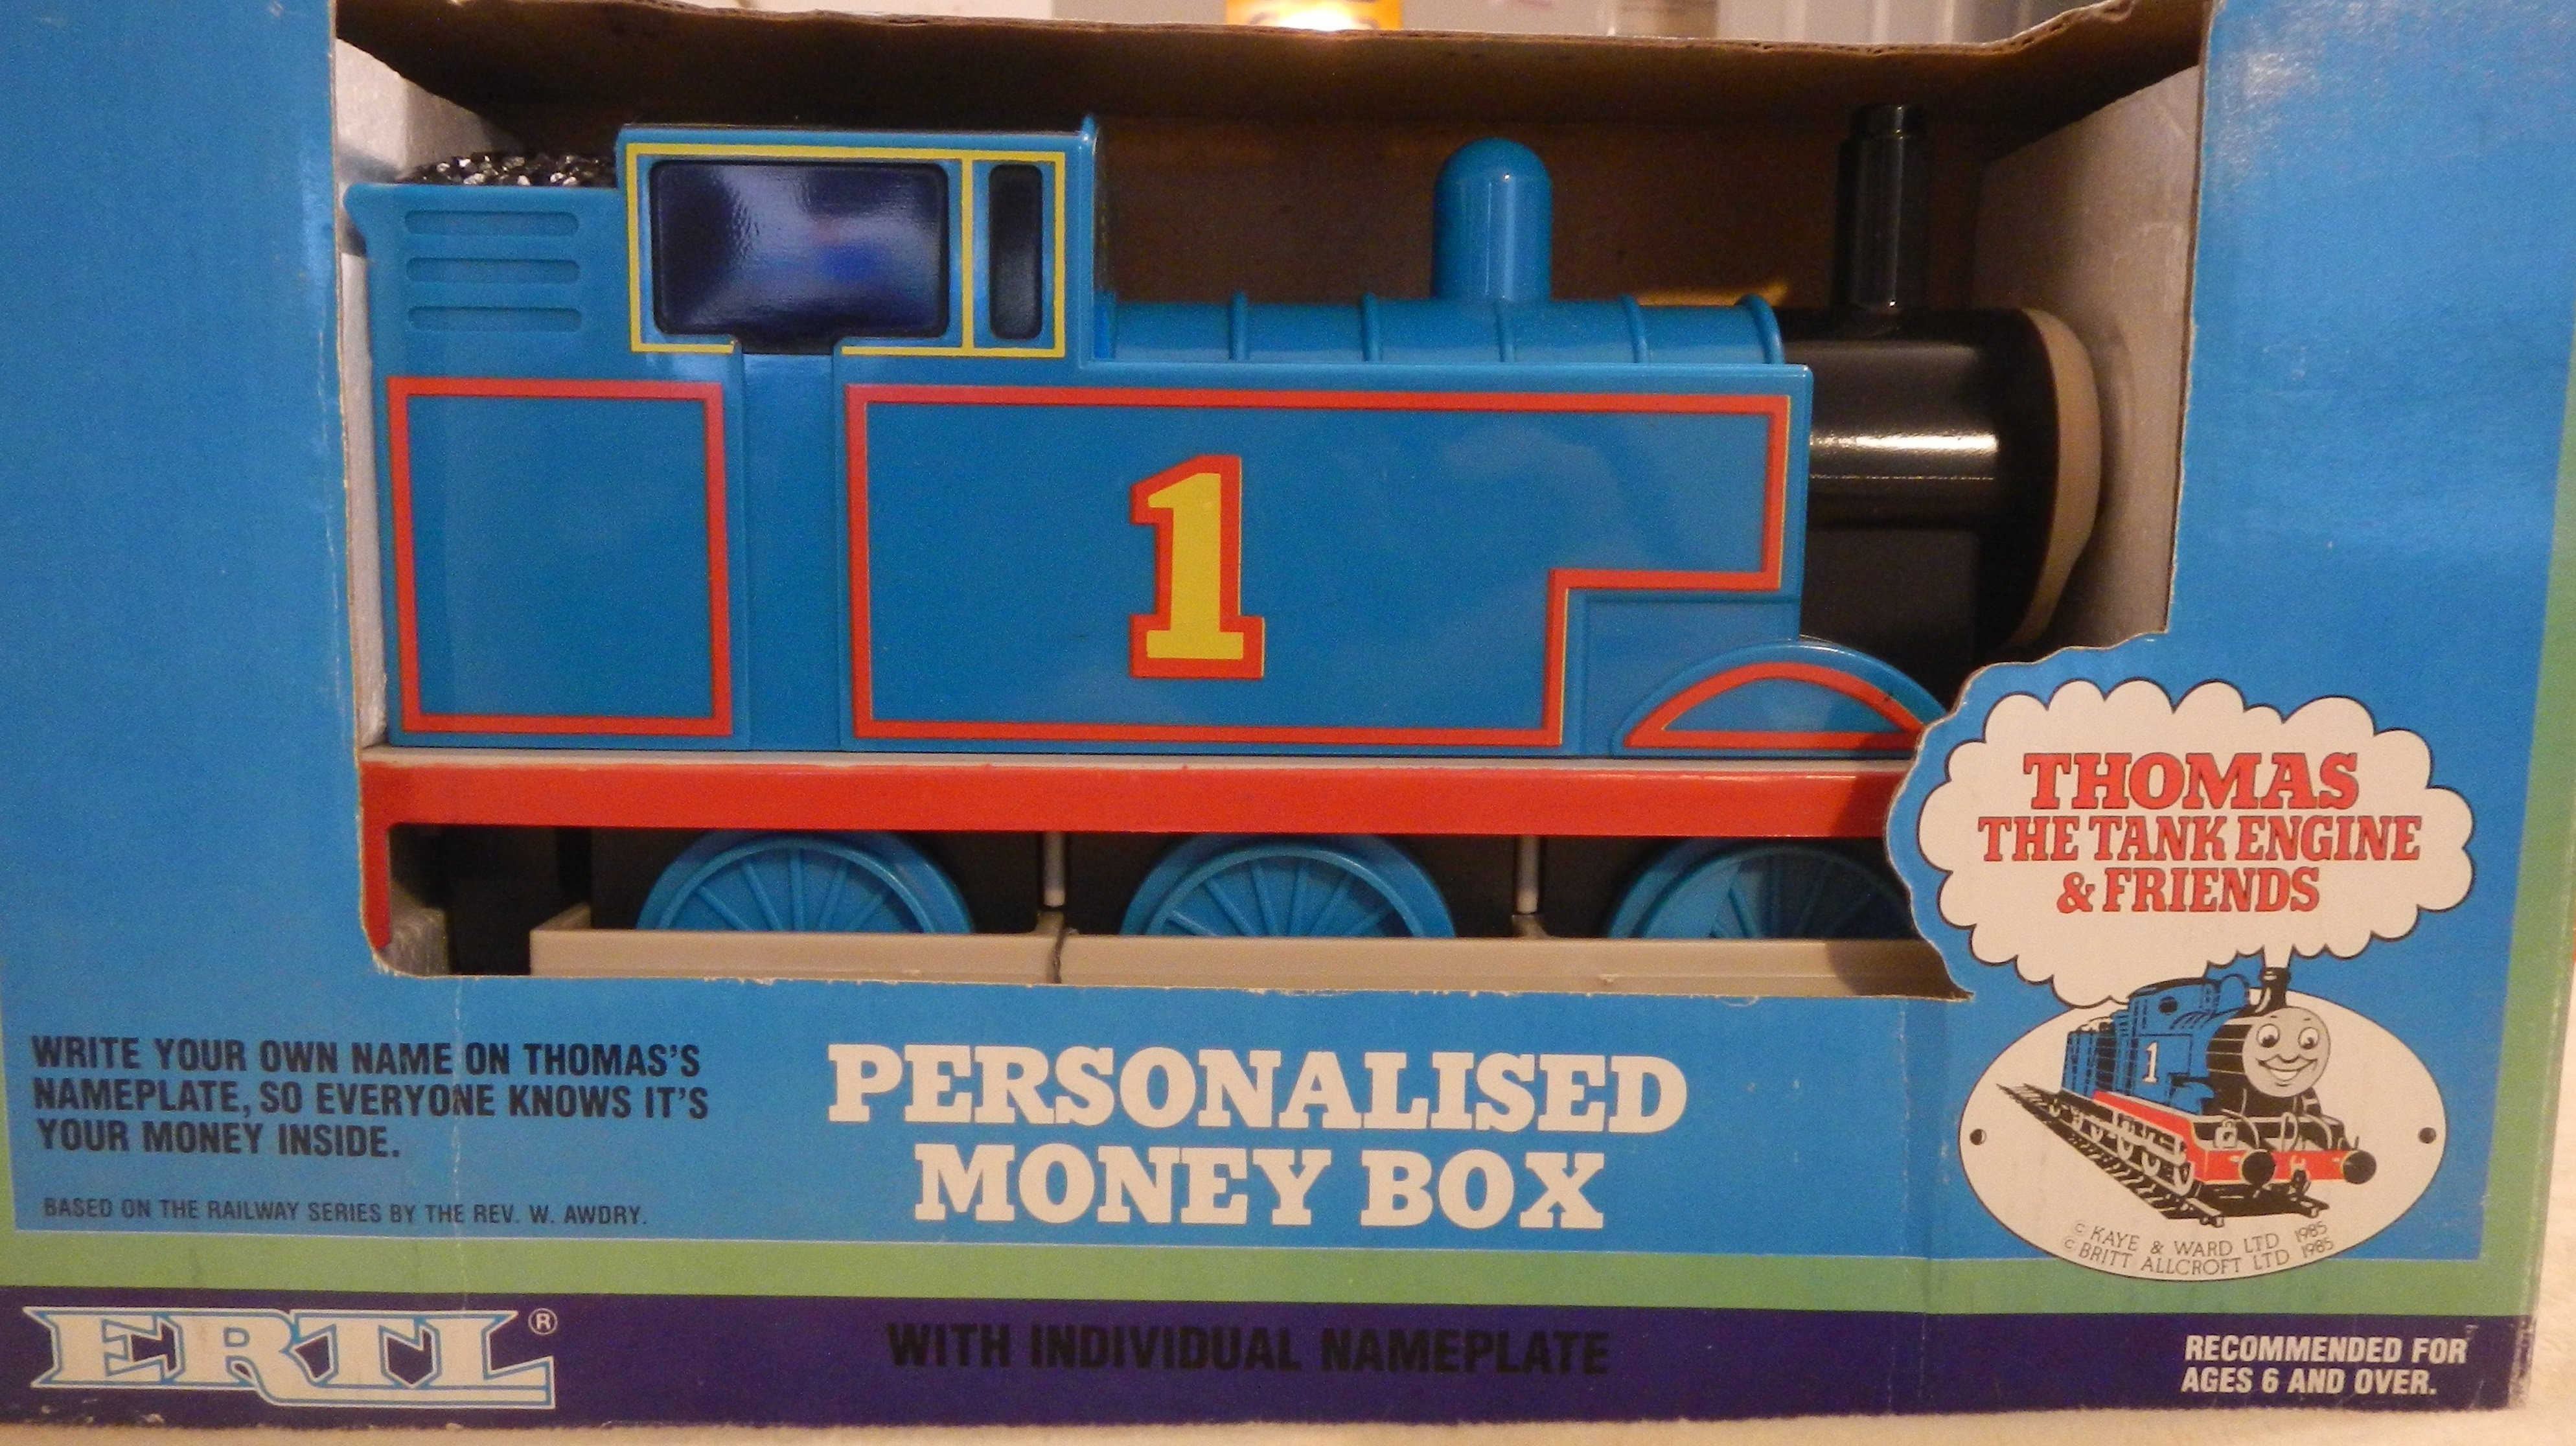 1
THOMAS
THE TANK ENGINE
& FRIENDS
1
© KAYE & WARD LTD 1985
© BRITT ALLCROFT LTD 1985
WRITE YOUR OWN NAME ON THOMAS'S
NAMEPLATE, SO EVERYONE KNOWS IT'S
YOUR MONEY INSIDE.
BASED ON THE RAILWAY SERIES BY THE REV. W. AWDRY.
PERSONALISED
MONEY BOX
ERTL®
WITH INDIVIDUAL NAMEPLATE
RECOMMENDED FOR
AGES 6 AND OVER.